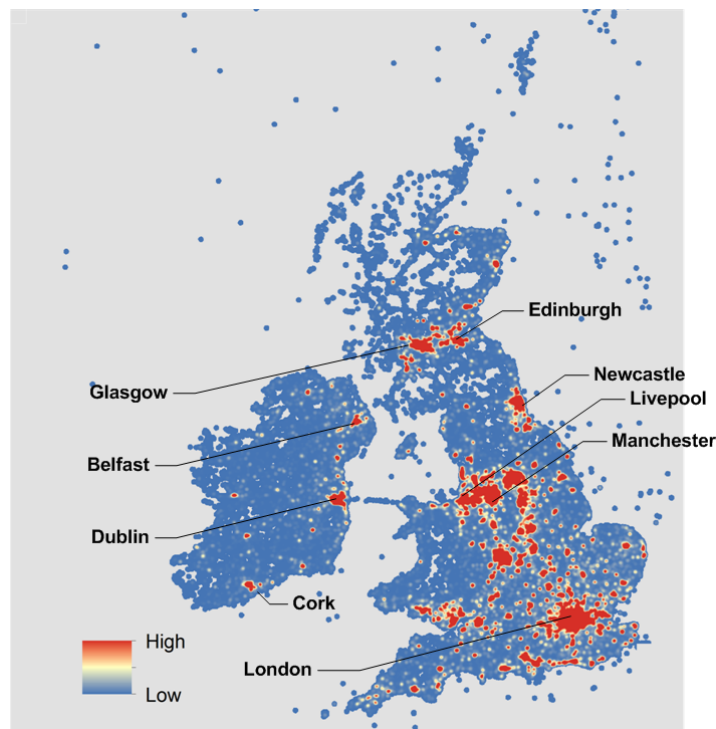 Edinburgh
Newcastle
Glasgow
Livepool
Manchester
Belfast
Dublin
Cork
High
London
Low